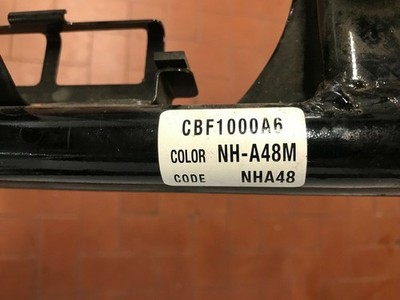 CBF1000A6
COLOR NH-A48M
CODE NHA48